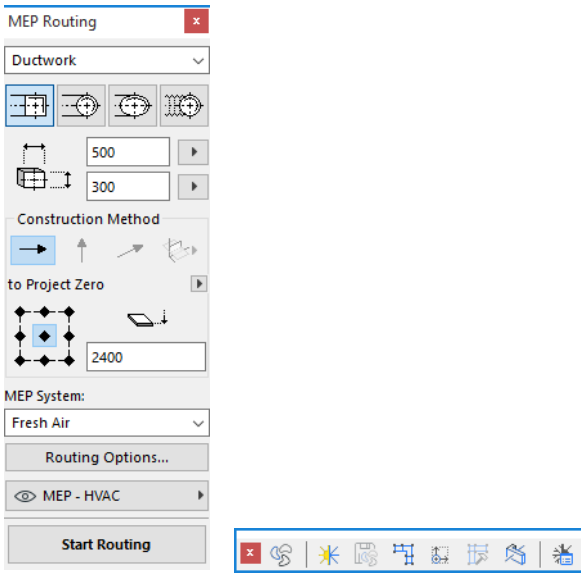 MEP Routing
x
Ductwork
500
300
Construction Method
to Project Zero
2400
MEP System:
Fresh Air
Routing Options...
MEP - HVAC
Start Routing
x